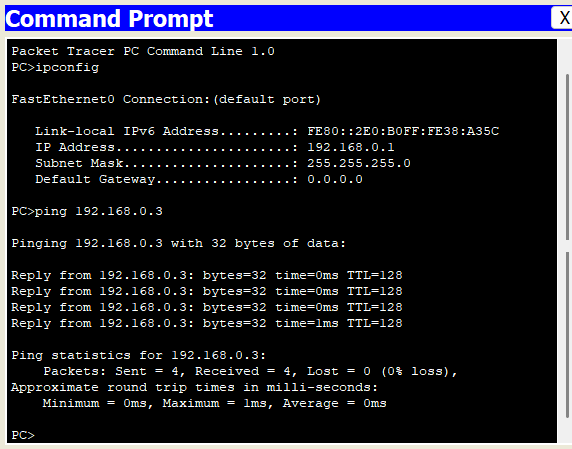 Command Prompt
X
Packet Tracer PC Command Line 1.0
PC>ipconfig
FastEthernet0 Connection:(default port)
Link-local IPv6 Address.........: FE80::2E0:B0FF:FE38:A35C
IP Address......................: 192.168.0.1
Subnet Mask.....................: 255.255.255.0
Default Gateway.................: 0.0.0.0
PC>ping 192.168.0.3
Pinging 192.168.0.3 with 32 bytes of data:
Reply from 192.168.0.3: bytes=32 time=0ms TTL=128
Reply from 192.168.0.3: bytes=32 time=0ms TTL=128
Reply from 192.168.0.3: bytes=32 time=0ms TTL=128
Reply from 192.168.0.3: bytes=32 time=1ms TTL=128
Ping statistics for 192.168.0.3:
Packets: Sent = 4, Received = 4, Lost = 0 (0% loss),
Approximate round trip times in milli-seconds:
Minimum = 0ms, Maximum = 1ms, Average = 0ms
PC>